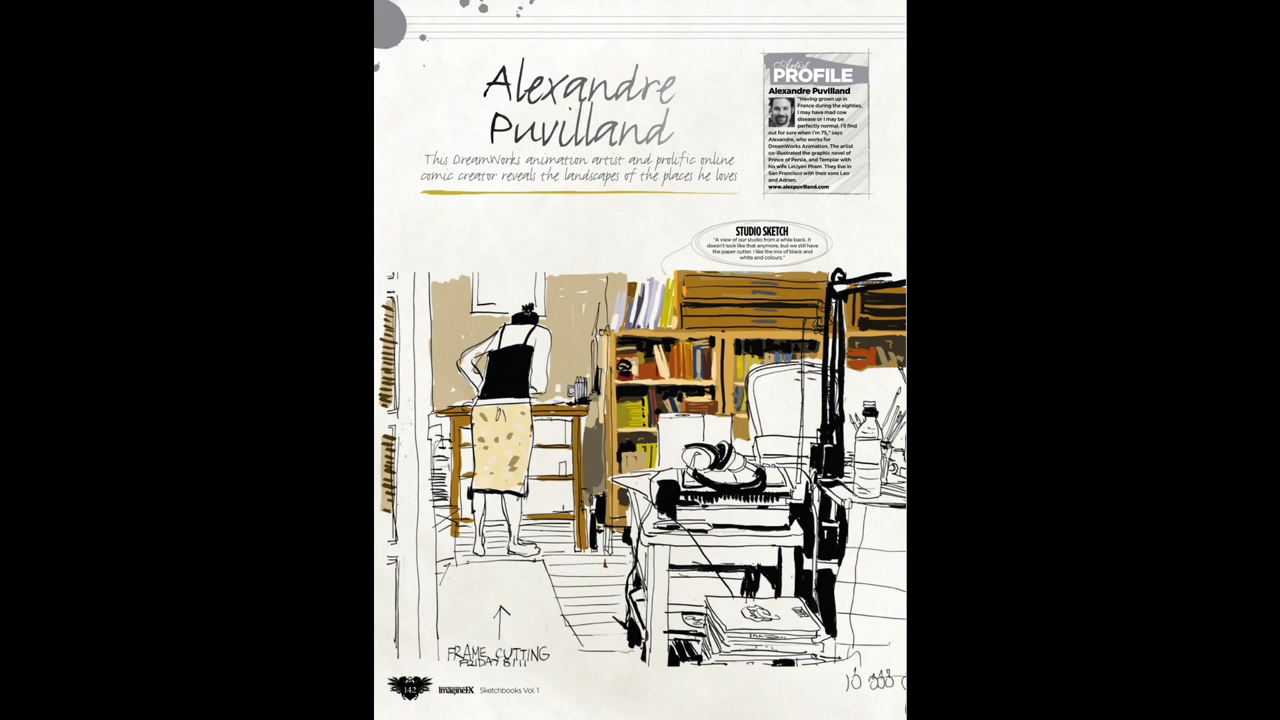 Alexandre
Puvilland
This DreamWorks animation artist and prolific online
comic creator reveals the landscapes of the places he loves
Artist
PROFILE
Alexandre Puvilland
"Having grown up in
France during the eighties,
I may have mad cow
disease or I may be
perfectly normal. I'll find
out for sure when I'm 75," says
Alexandre, who works for
DreamWorks Animation. The artist
co-illustrated the graphic novel of
Prince of Persia, and Templar with
his wife LeUyen Pham. They live in
San Francisco with their sons Leo
and Adrien.
www.alexpuvilland.com
STUDIO SKETCH
"A view of our studio from a while back. It
doesn't look like that anymore, but we still have
the paper cutter. I like the mix of black and
white and colours."
FRAME CUTTING
FRIDAY
142
ImagineFX Sketchbooks Vol. 1